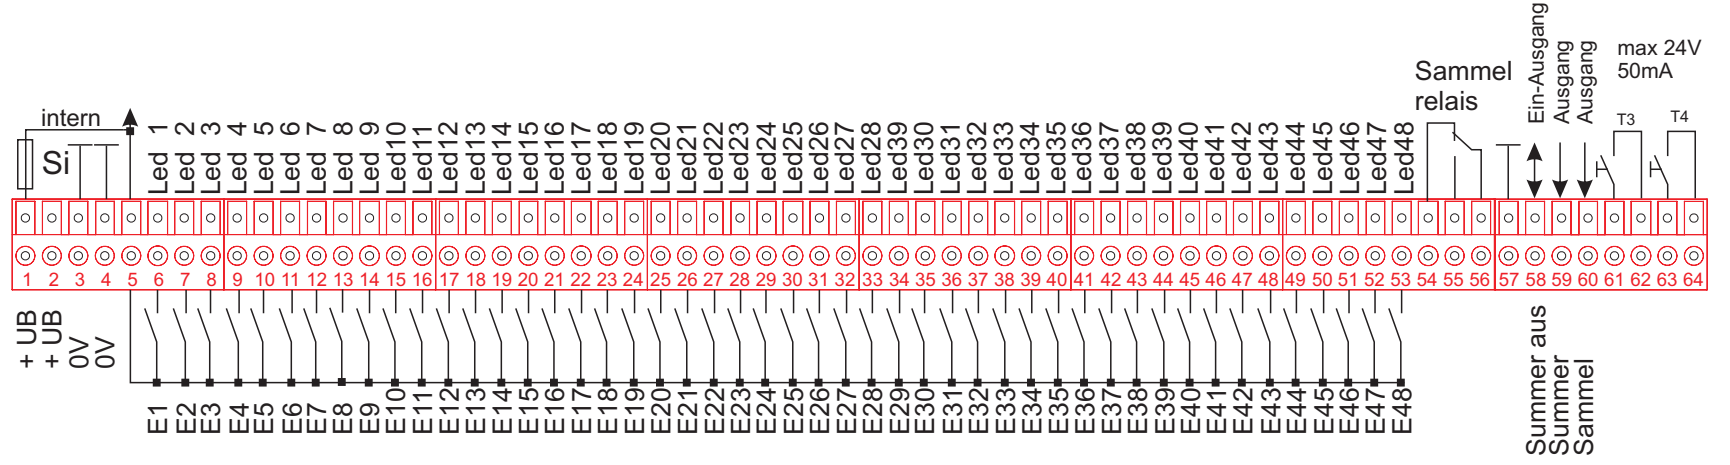 Sammel
relais
Ein-Ausgang
Ausgang
Ausgang
max 24V
50mA
intern
Si
T3
T4
Led 1
Led 2
Led 3
Led 4
Led 5
Led 6
Led 7
Led 8
Led 9
Led10
Led11
Led12
Led13
Led14
Led15
Led16
Led17
Led18
Led19
Led20
Led21
Led22
Led23
Led24
Led25
Led26
Led27
Led28
Led39
Led30
Led31
Led32
Led33
Led34
Led35
Led36
Led37
Led38
Led39
Led40
Led41
Led42
Led43
Led44
Led45
Led46
Led47
Led48
1 2 3 4 5 6 7 8 9 10 11 12 13 14 15 16 17 18 19 20 21 22 23 24 25 26 27 28 29 30 31 32 33 34 35 36 37 38 39 40 41 42 43 44 45 46 47 48 49 50 51 52 53 54 55 56 57 58 59 60 61 62 63 64
+ UB
+ UB
0V
0V
E1
E2
E3
E4
E5
E6
E7
E8
E9
E10
E11
E12
E13
E14
E15
E16
E17
E18
E19
E20
E21
E22
E23
E24
E25
E26
E27
E28
E29
E30
E31
E32
E33
E34
E35
E36
E37
E38
E39
E40
E41
E42
E43
E44
E45
E46
E47
E48
Summer aus
Summer
Sammel